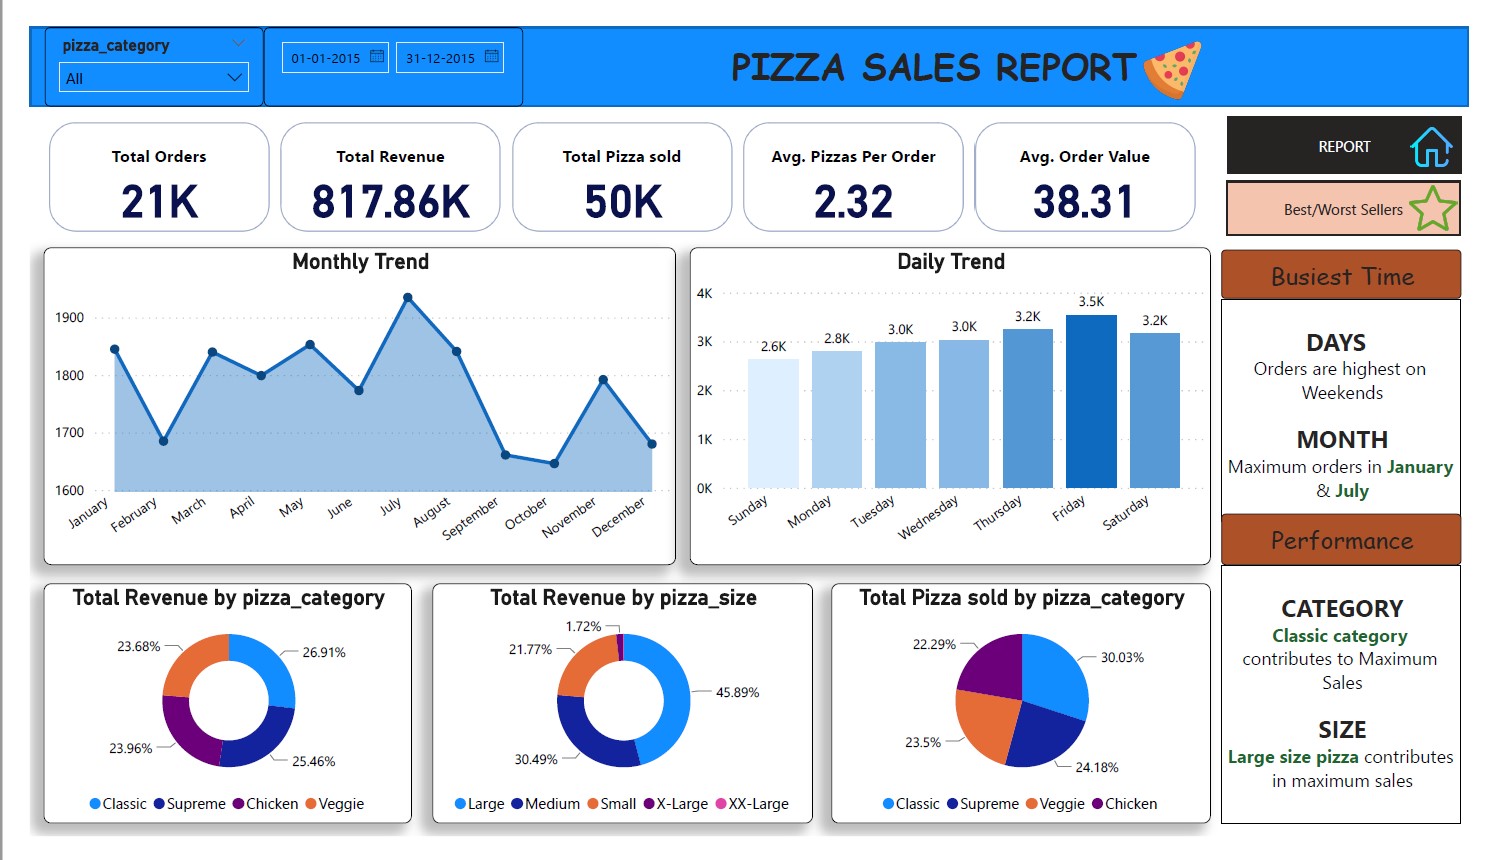 pizza_category
All
01-01-2015
31-12-2015
PIZZA SALES REPORT
Total Orders
21K
Total Revenue
817.86K
Total Pizza sold
50K
Avg. Pizzas Per Order
2.32
Avg. Order Value
38.31
REPORT
Best/Worst Sellers
Monthly Trend
1900
1800
1700
1600
January
February
March
April
May
June
July
August
September
October
November
December
Daily Trend
4K
3K
2K
1K
0K
2.6K
2.8K
3.0K
3.0K
3.2K
3.5K
3.2K
Sunday
Monday
Tuesday
Wednesday
Thursday
Friday
Saturday
Busiest Time
DAYS
Orders are highest on
Weekends
MONTH
Maximum orders in January
& July
Performance
CATEGORY
Classic category
contributes to Maximum
Sales
SIZE
Large size pizza contributes
in maximum sales
Total Revenue by pizza_category
23.68%
26.91%
23.96%
25.46%
Classic Supreme Chicken Veggie
Total Revenue by pizza_size
1.72%
21.77%
45.89%
30.49%
Large Medium Small X-Large XX-Large
Total Pizza sold by pizza_category
22.29%
30.03%
23.5%
24.18%
Classic Supreme Veggie Chicken